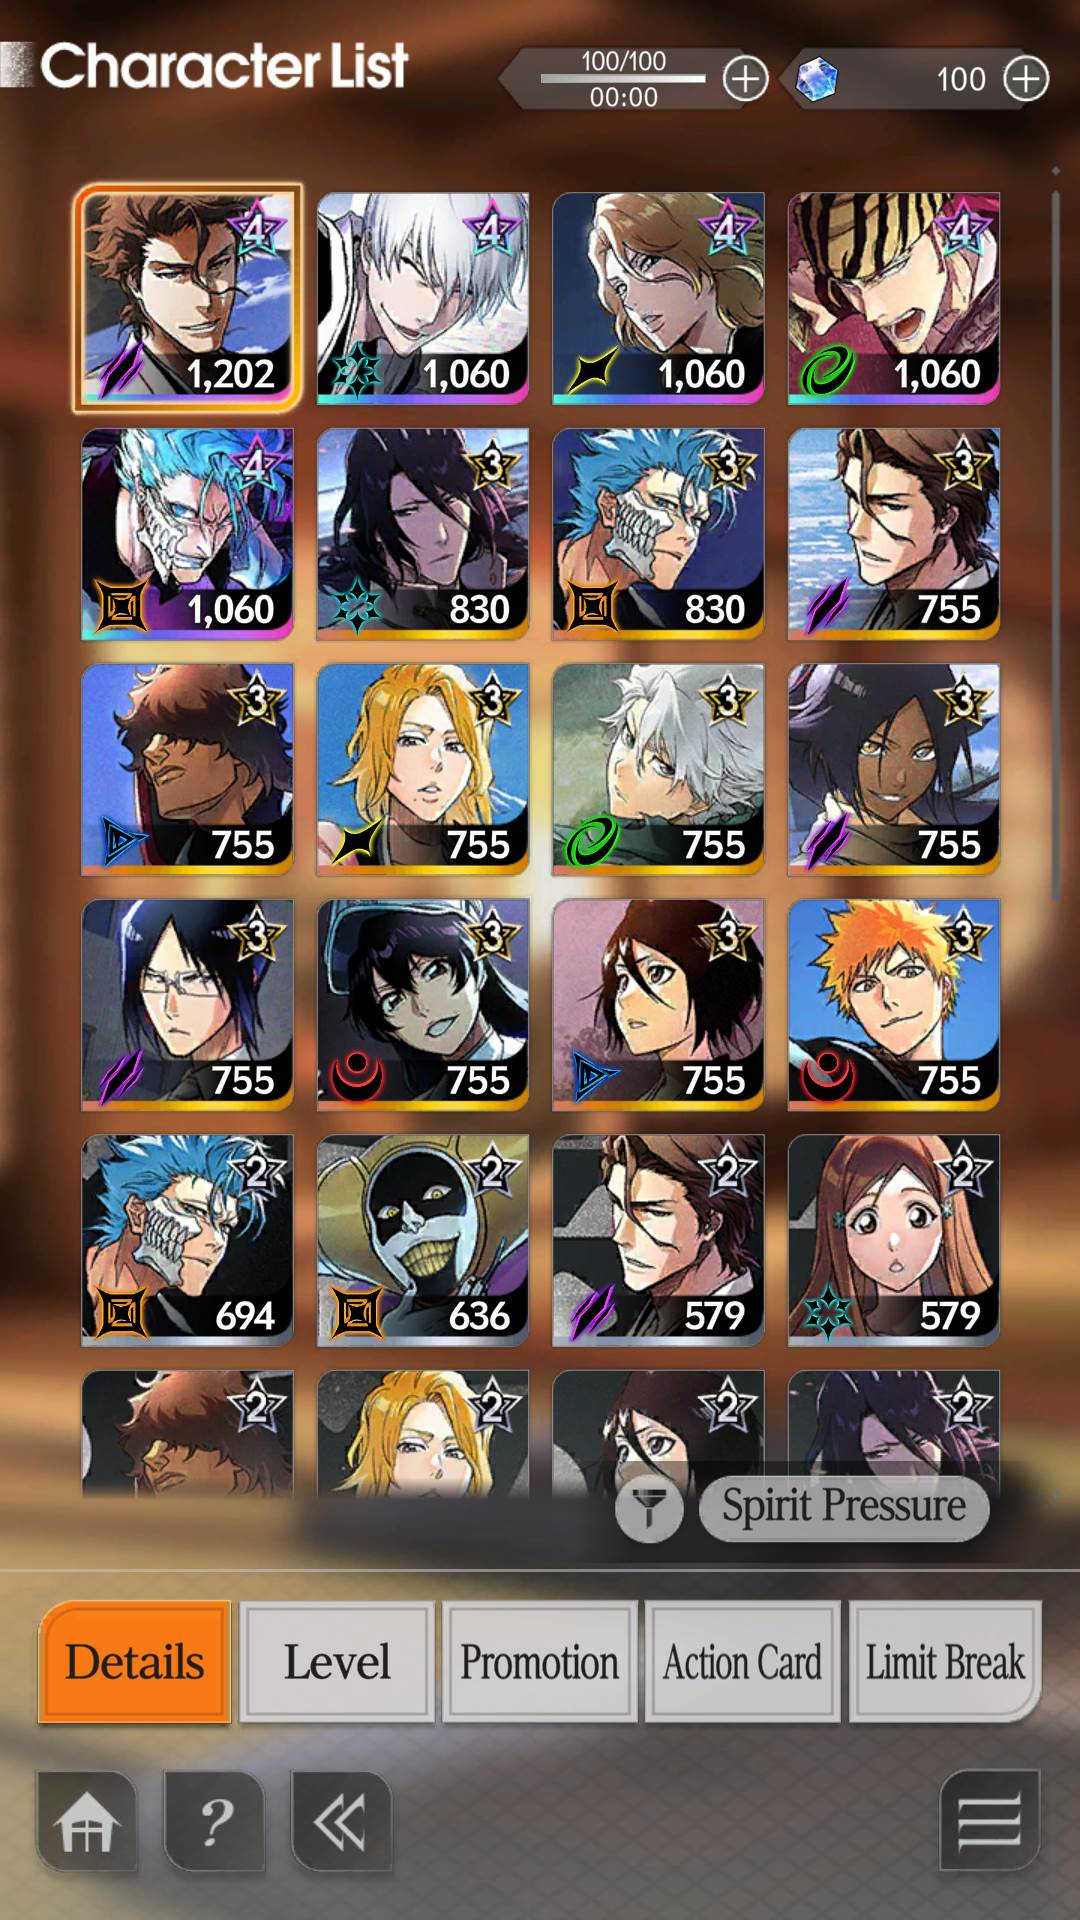 Character List
100/100
00:00
100
4 4 4 4
1,202 1,060 1,060 1,060
4 3 3 3
1,060 830 830 755
3 3 3 3
755 755 755 755
3 3 3 3
755 755 755 755
2 2 2 2
694 636 579 579
2 2 2 2
Spirit Pressure
Details Level Promotion Action Card Limit Break
?